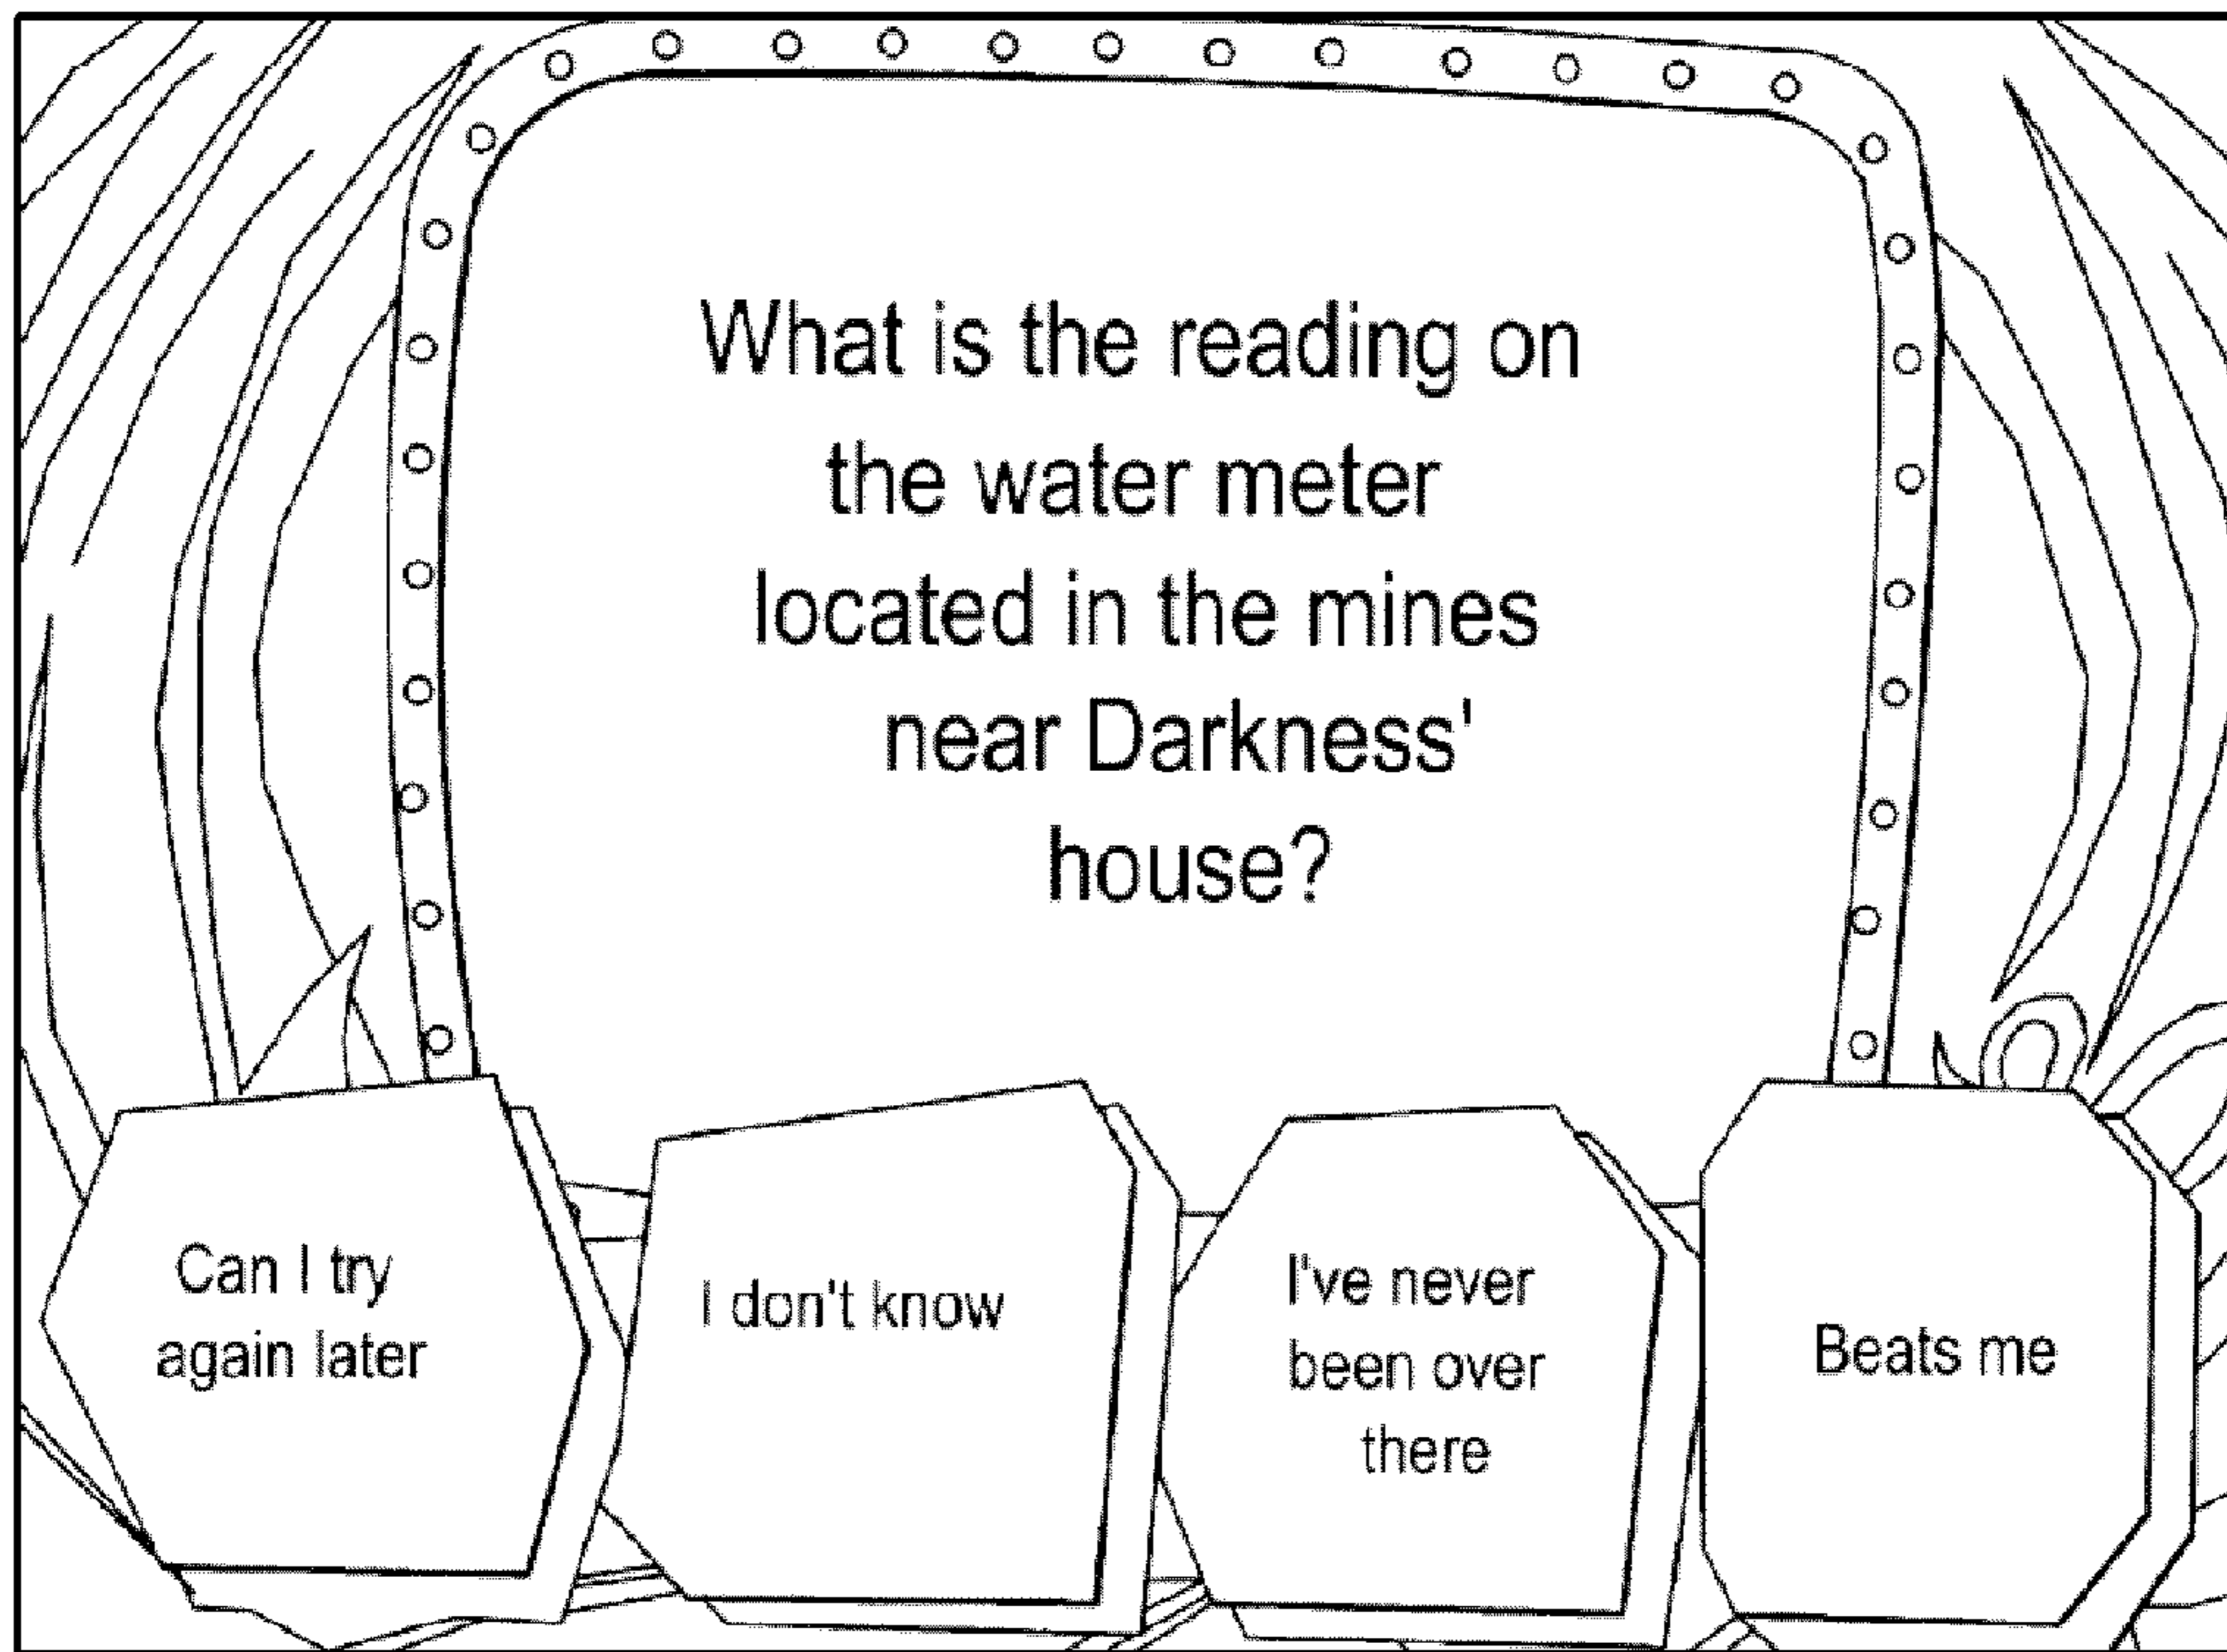 What is the reading on
the water meter
located in the mines
near Darkness'
house?
Can I try
again later
I don't know
I've never
been over
there
Beats me